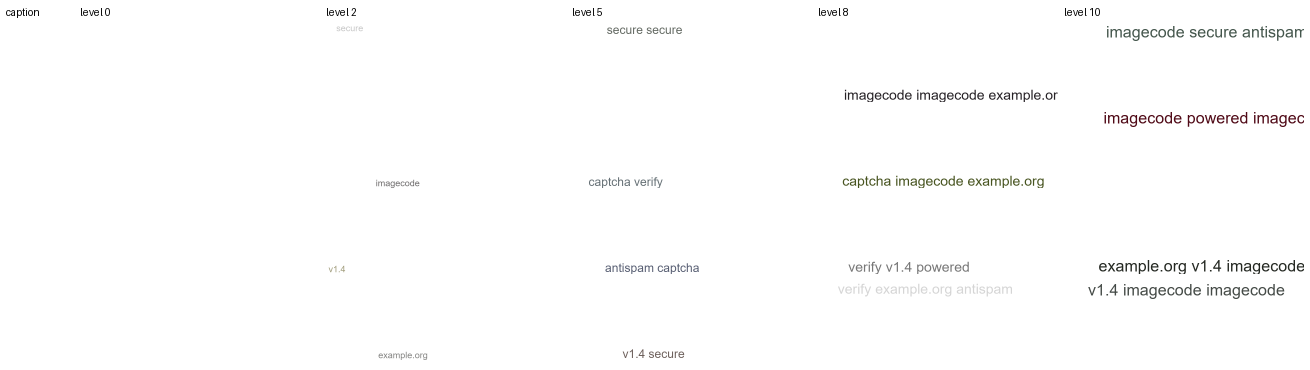 caption level 0 level 2 level 5 level 8 level 10
secure secure secure imagecode secure antispam
imagecode imagecode example.or
imagecode powered imagec
imagecode captcha verify captcha imagecode example.org
v1.4 antispam captcha verify v1.4 powered example.org v1.4 imagecode
verify example.org antispam v1.4 imagecode imagecode
example.org v1.4 secure